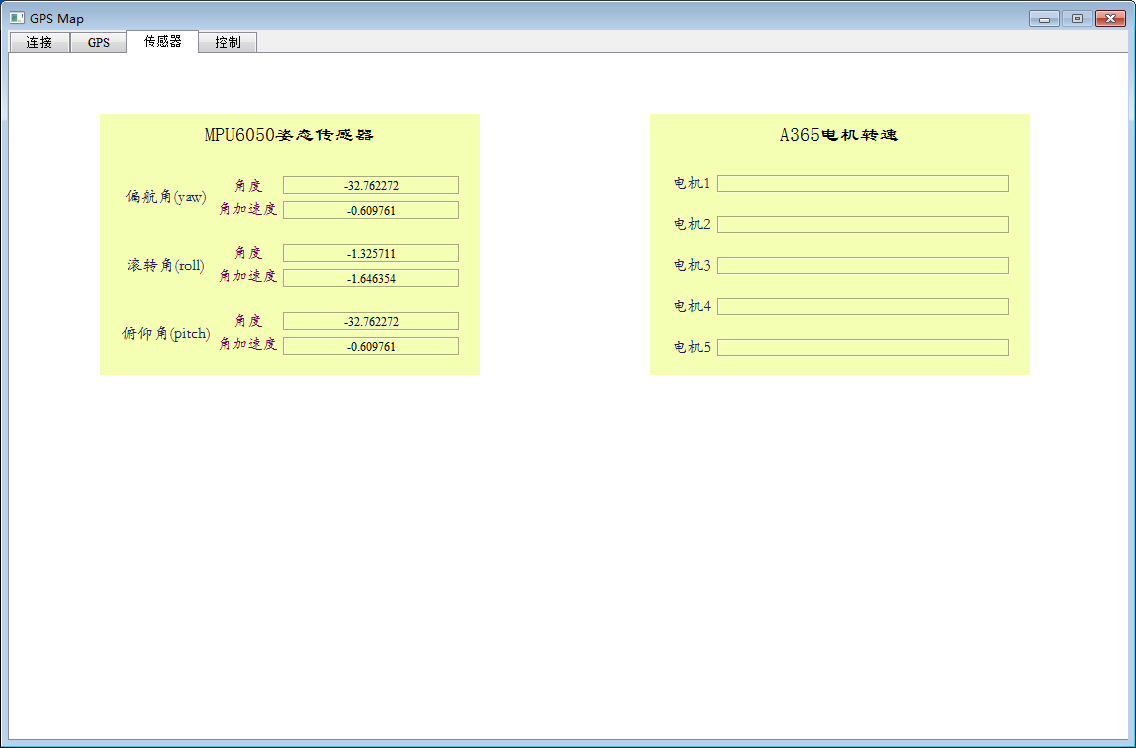 GPS Map
连接 GPS 传感器 控制
MPU6050姿态传感器
偏航角(yaw)
角度 -32.762272
角加速度 -0.609761
滚转角(roll)
角度 -1.325711
角加速度 -1.646354
俯仰角(pitch)
角度 -32.762272
角加速度 -0.609761
A365电机转速
电机1
电机2
电机3
电机4
电机5